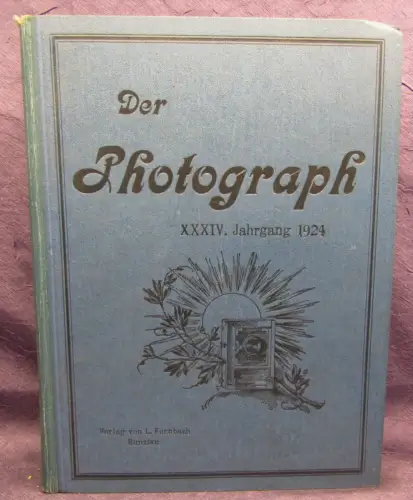 Der
Photograph
XXXIV. Jahrgang 1924
Verlag von L. Fernbach
Bunzlau